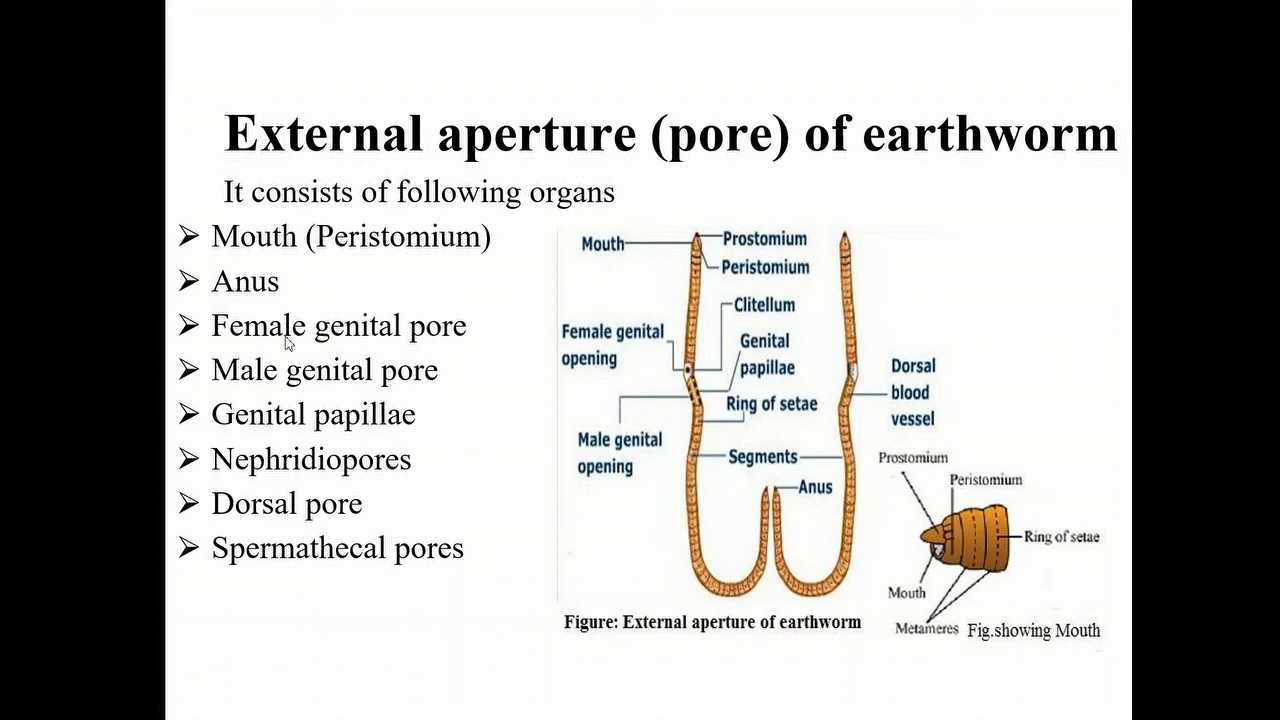 External aperture (pore) of earthworm
It consists of following organs
➢ Mouth (Peristomium)
➢ Anus
➢ Female genital pore
➢ Male genital pore
➢ Genital papillae
➢ Nephridiopores
➢ Dorsal pore
➢ Spermathecal pores
Mouth
Prostomium
Peristomium
Clitellum
Female genital
opening
Genital
papillae
Ring of setae
Male genital
opening
Segments
Anus
Dorsal
blood
vessel
Figure: External aperture of earthworm
Prostomium
Peristomium
Ring of setae
Mouth
Metameres
Fig.showing Mouth